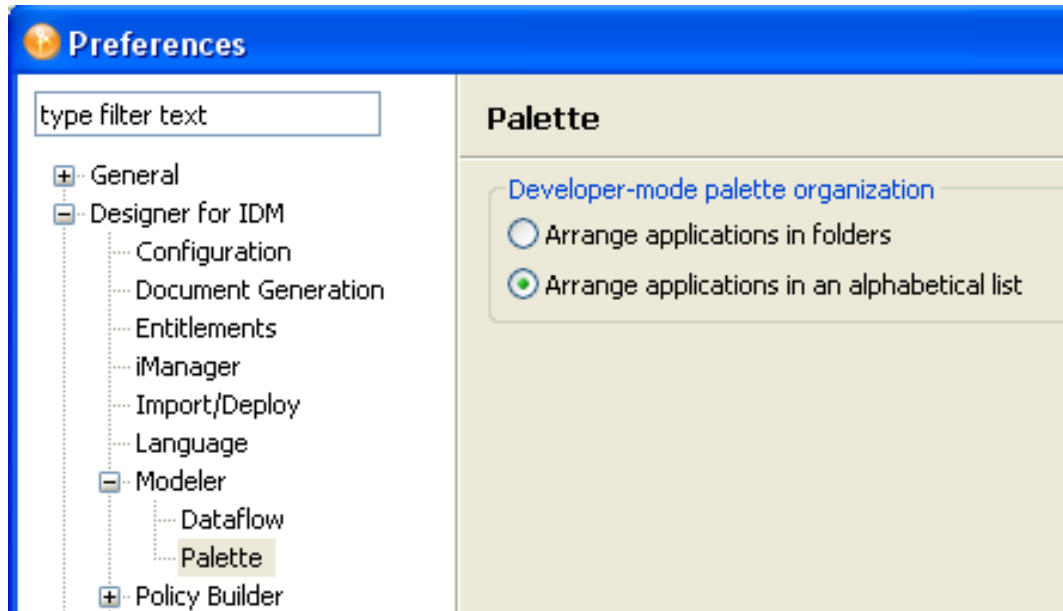 Preferences
type filter text
General
Designer for IDM
Configuration
Document Generation
Entitlements
iManager
Import/Deploy
Language
Modeler
Dataflow
Palette
Policy Builder
Palette
Developer-mode palette organization
Arrange applications in folders
Arrange applications in an alphabetical list